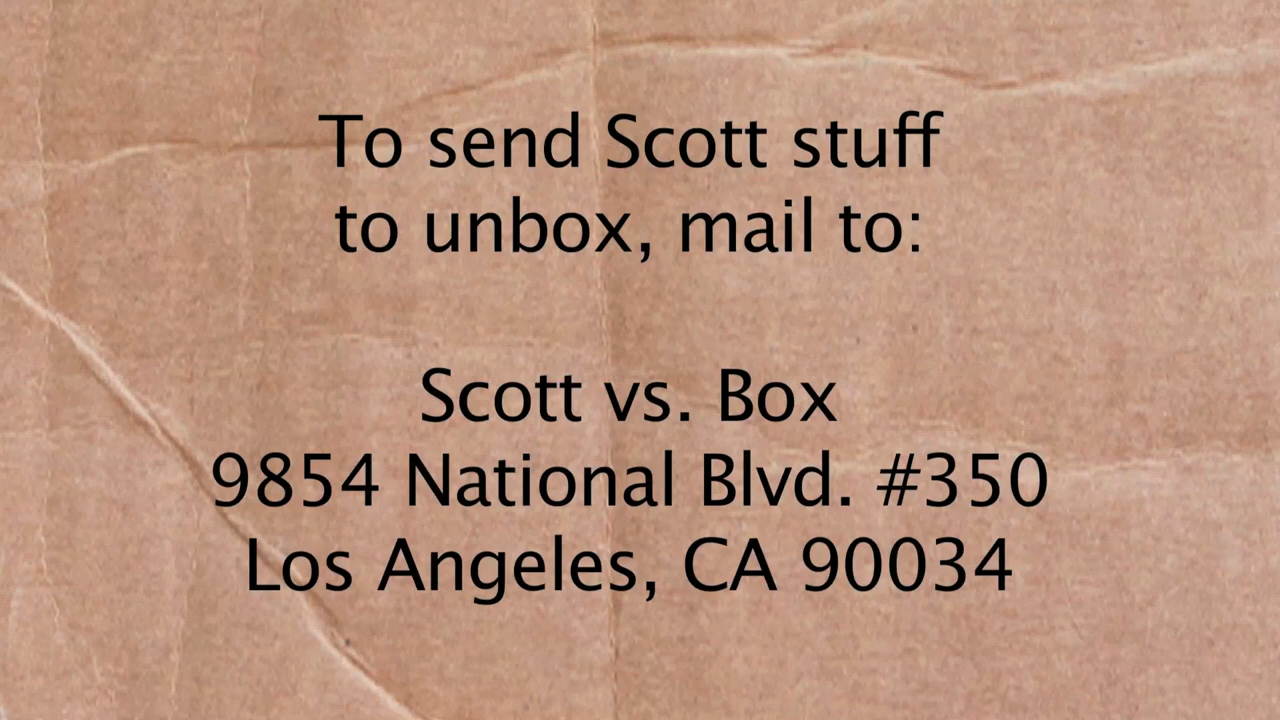 To send Scott stuff
to unbox, mail to:
Scott vs. Box
9854 National Blvd. #350
Los Angeles, CA 90034